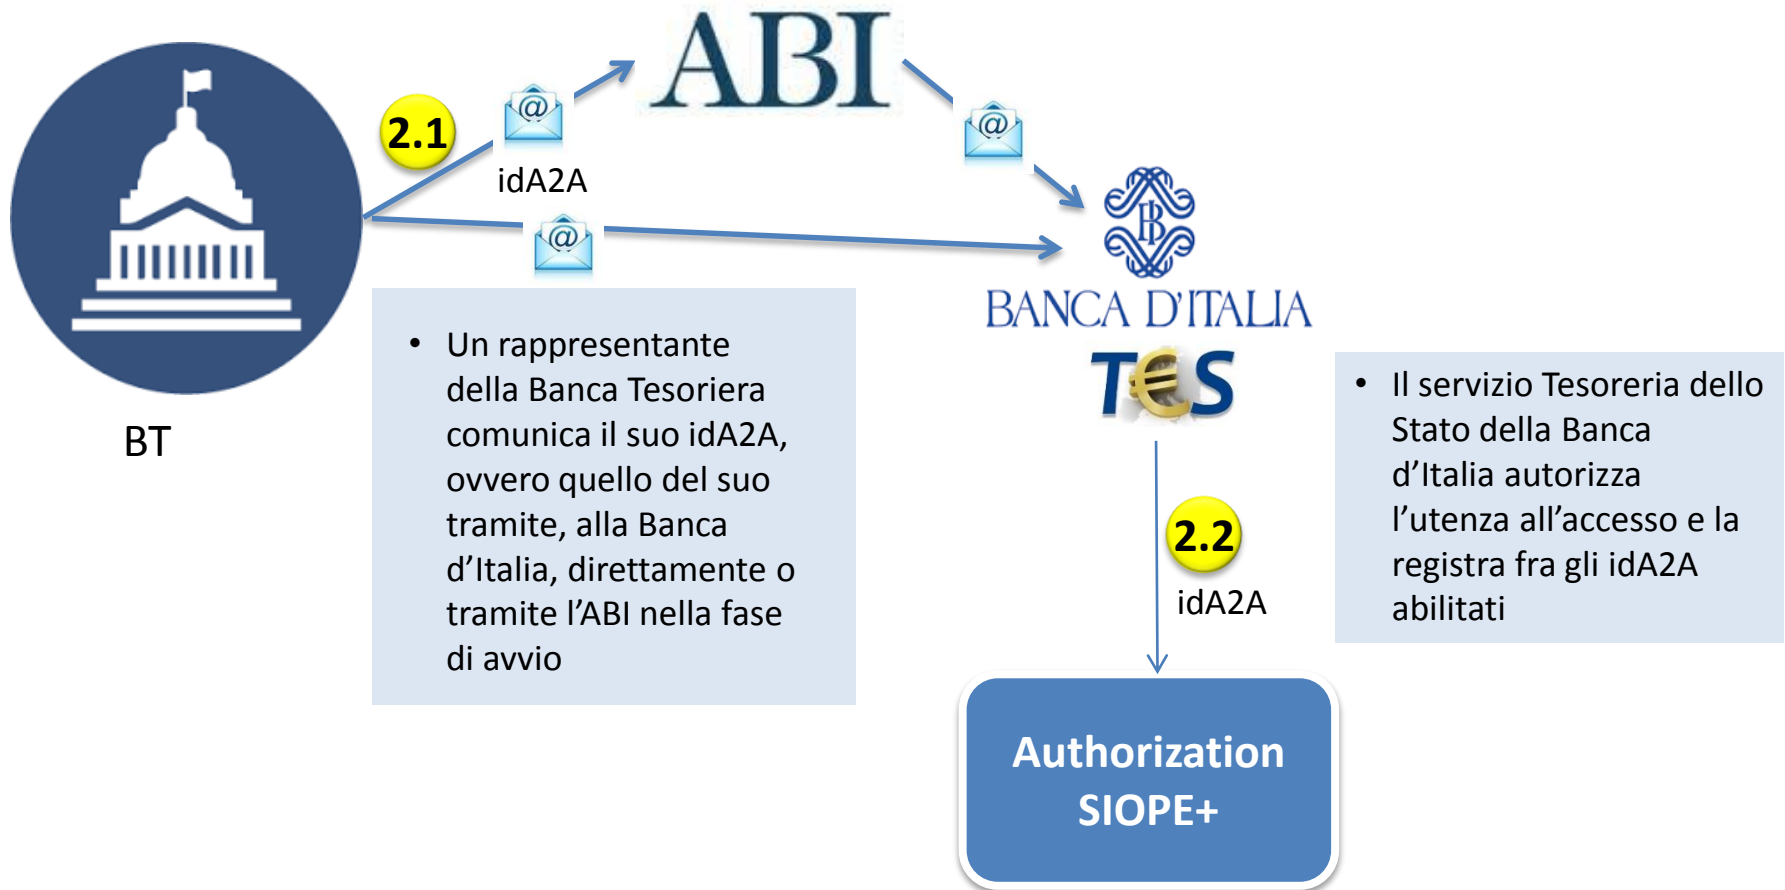 ABI
2.1
@
@
idA2A
@
BANCA D'ITALIA
T€S
BT
• Un rappresentante
della Banca Tesoriera
comunica il suo idA2A,
ovvero quello del suo
tramite, alla Banca
d’Italia, direttamente o
tramite l’ABI nella fase
di avvio
• Il servizio Tesoreria dello
Stato della Banca
d’Italia autorizza
l’utenza all’accesso e la
registra fra gli idA2A
abilitati
2.2
idA2A
Authorization
SIOPE+